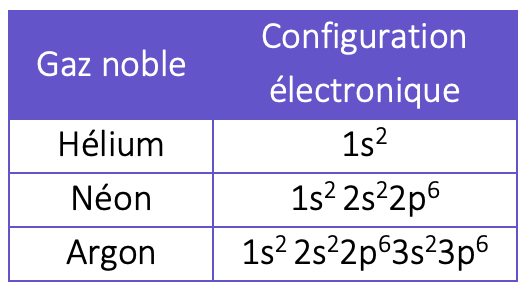 Gaz noble
Configuration
électronique
Hélium
1s²
Néon
1s² 2s²2p⁶
Argon
1s² 2s²2p⁶3s²3p⁶